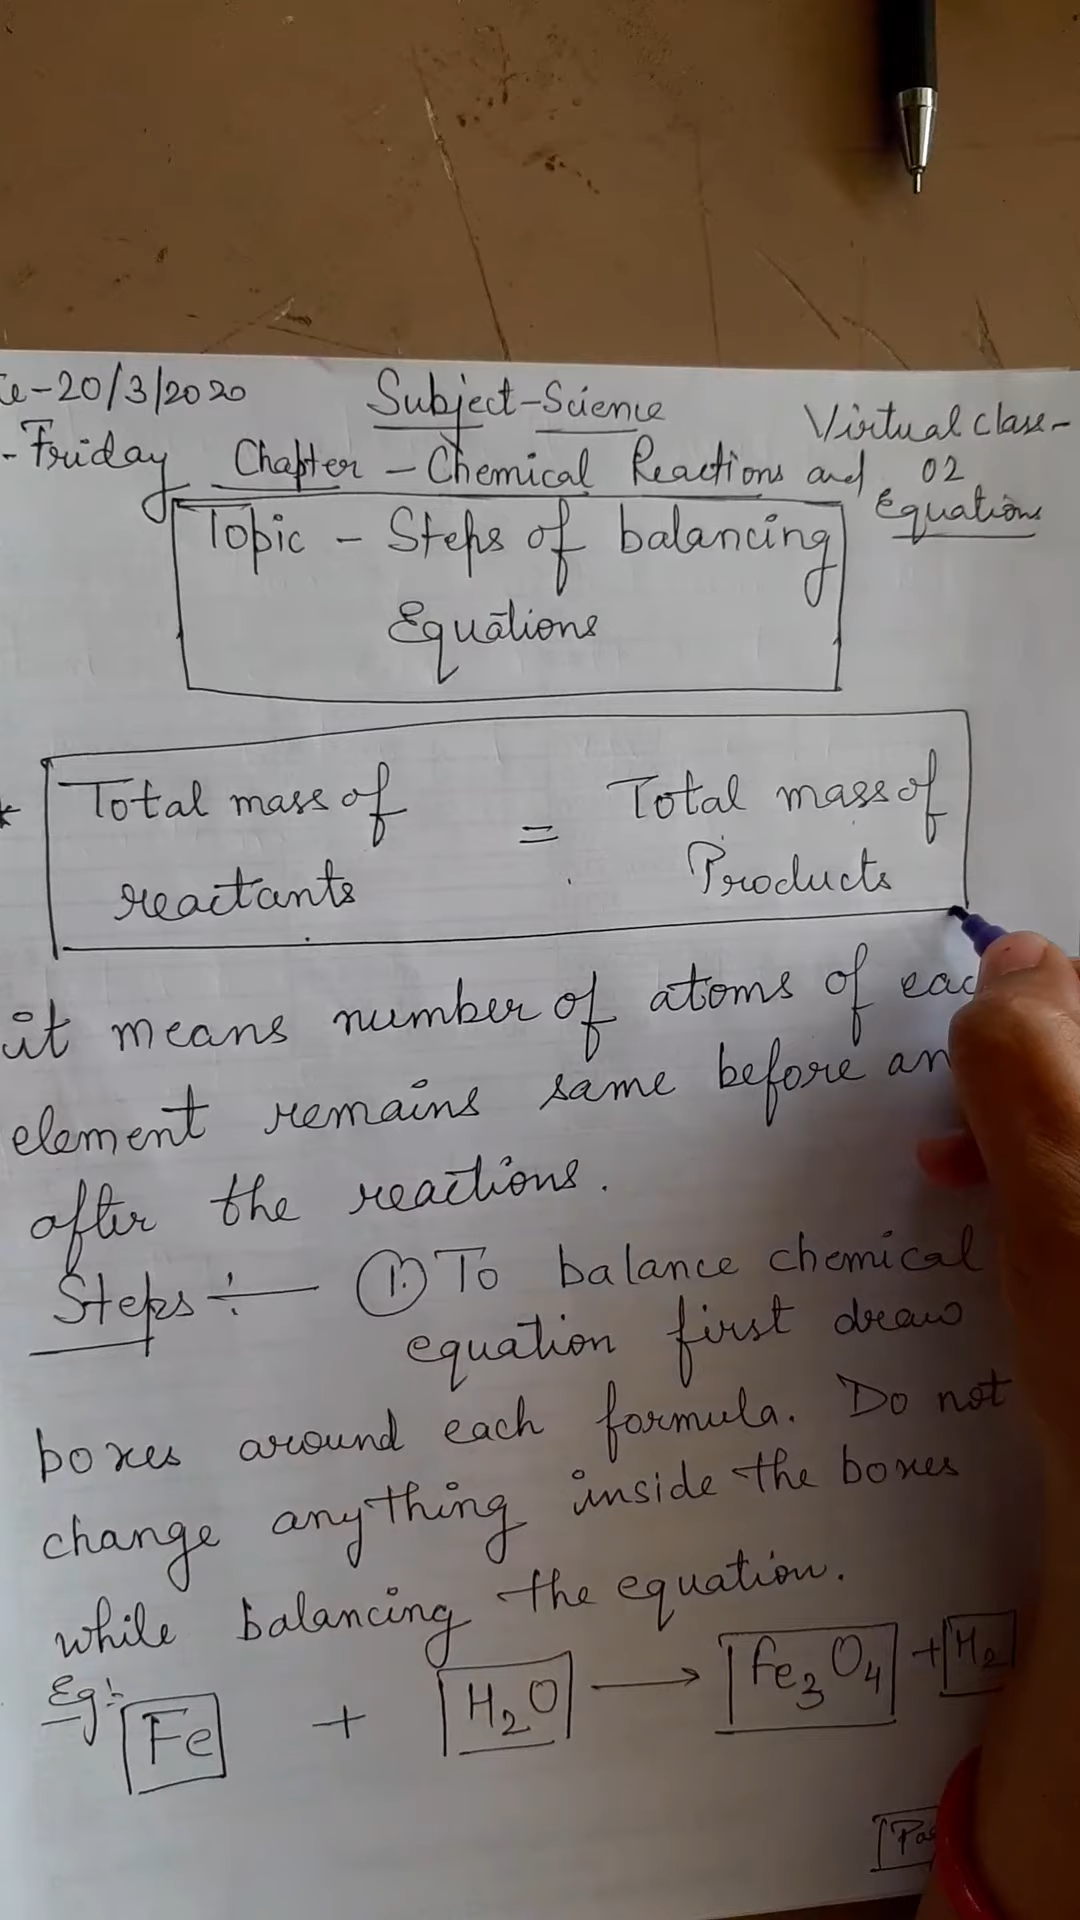 -20/3/2020 Subject-Science
Virtual class-
-Friday Chapter - Chemical Reactions and 02
Equations
Topic - Steps of balancing
Equations
Total mass of = Total mass of
reactants Products
it means number of atoms of
element remains same before
after the reactions.
Steps ÷— ① To balance chemical
equation first draw
boxes around each formula. Do not
change anything inside the boxes
while balancing the equation.
Eg:- Fe + H₂O ⟶ Fe₃O₄ + H₂